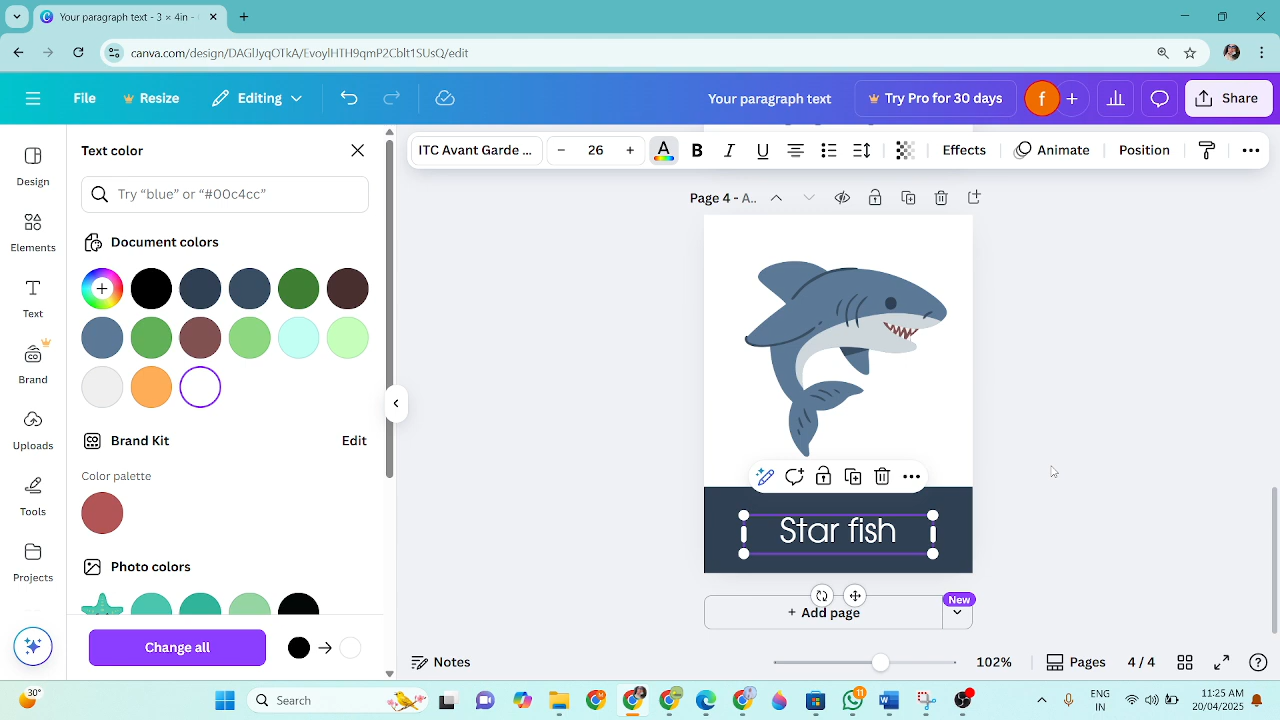 Your paragraph text - 3 × 4in -
canva.com/design/DAGlJyqOTkA/EvoylHTH9qmP2Cblt1SUsQ/edit
File
Resize
Editing
Your paragraph text
Try Pro for 30 days
f
Share
Design
Elements
Text
Brand
Uploads
Tools
Projects
Text color
Try “blue” or “#00c4cc”
Document colors
Brand Kit
Edit
Color palette
Photo colors
Change all
ITC Avant Garde ...
26
A
B
I
U
Effects
Animate
Position
Page 4 - A..
Star fish
New
+ Add page
Notes
102%
Pages
4 / 4
30°
Search
11
ENG
IN
11:25 AM
20/04/2025